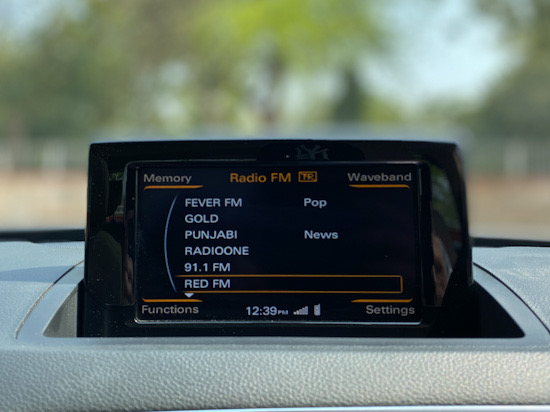 Memory Radio FM TP Waveband
FEVER FM Pop
GOLD
PUNJABI News
RADIOONE
91.1 FM
RED FM
Functions 12:39PM Settings